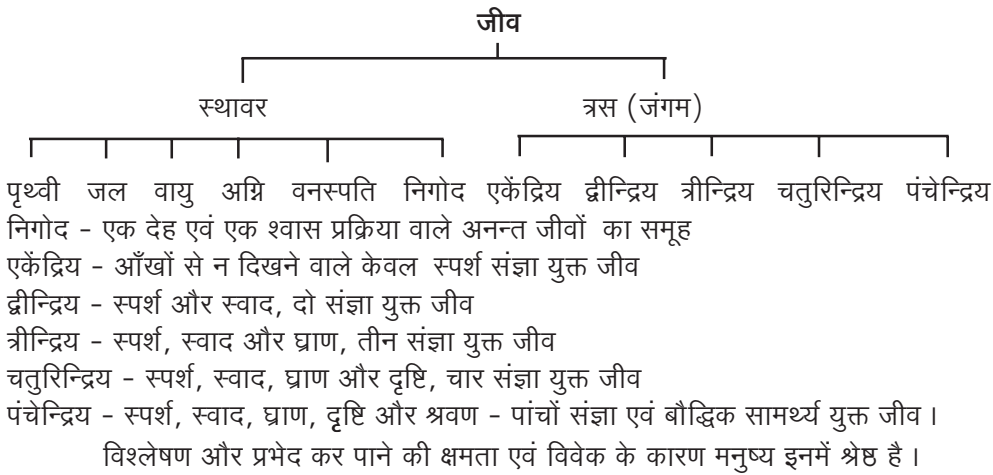 जीव
स्थावर त्रस (जंगम)
पृथ्वी जल वायु अग्नि वनस्पति निगोद एकेंद्रिय द्वीन्द्रिय त्रीन्द्रिय चतुरिन्द्रिय पंचेन्द्रिय
निगोद - एक देह एवं एक श्वास प्रक्रिया वाले अनन्त जीवों का समूह
एकेंद्रिय - आँखों से न दिखने वाले केवल स्पर्श संज्ञा युक्त जीव
द्वीन्द्रिय - स्पर्श और स्वाद, दो संज्ञा युक्त जीव
त्रीन्द्रिय - स्पर्श, स्वाद और घ्राण, तीन संज्ञा युक्त जीव
चतुरिन्द्रिय - स्पर्श, स्वाद, घ्राण और दृष्टि, चार संज्ञा युक्त जीव
पंचेन्द्रिय - स्पर्श, स्वाद, घ्राण, दृष्टि और श्रवण - पांचों संज्ञा एवं बौद्धिक सामर्थ्य युक्त जीव ।
विश्लेषण और प्रभेद कर पाने की क्षमता एवं विवेक के कारण मनुष्य इनमें श्रेष्ठ है ।